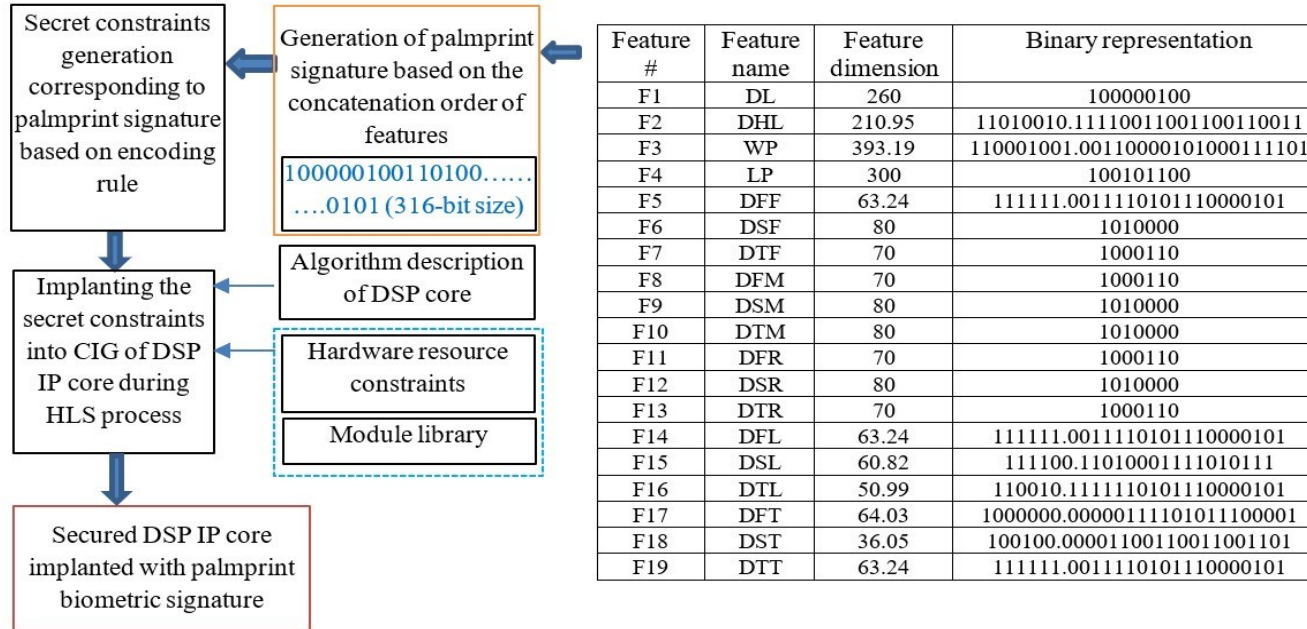 Secret constraints
generation
corresponding to
palmprint signature
based on encoding
rule
Generation of palmprint
signature based on the
concatenation order of
features
100000100110100……
….0101 (316-bit size)
Implanting the
secret constraints
into CIG of DSP
IP core during
HLS process
Algorithm description
of DSP core
Hardware resource
constraints
Module library
Secured DSP IP core
implanted with palmprint
biometric signature
Feature # Feature name Feature dimension Binary representation
F1 DL 260 100000100
F2 DHL 210.95 11010010.11110011001100110011
F3 WP 393.19 110001001.00110000101000111101
F4 LP 300 100101100
F5 DFF 63.24 111111.0011110101110000101
F6 DSF 80 1010000
F7 DTF 70 1000110
F8 DFM 70 1000110
F9 DSM 80 1010000
F10 DTM 80 1010000
F11 DFR 70 1000110
F12 DSR 80 1010000
F13 DTR 70 1000110
F14 DFL 63.24 111111.0011110101110000101
F15 DSL 60.82 111100.11010001111010111
F16 DTL 50.99 110010.1111110101110000101
F17 DFT 64.03 1000000.00000111101011100001
F18 DST 36.05 100100.00001100110011001101
F19 DTT 63.24 111111.0011110101110000101